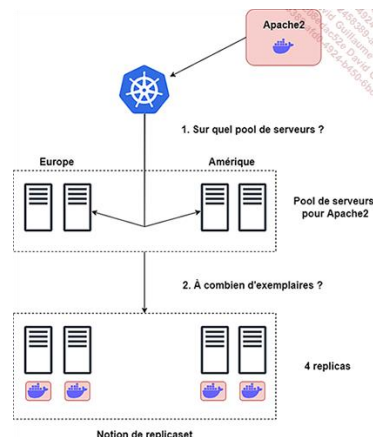 Apache2
1. Sur quel pool de serveurs ?
Europe
Amérique
Pool de serveurs
pour Apache2
2. À combien d'exemplaires ?
4 replicas
Notion de replicaset